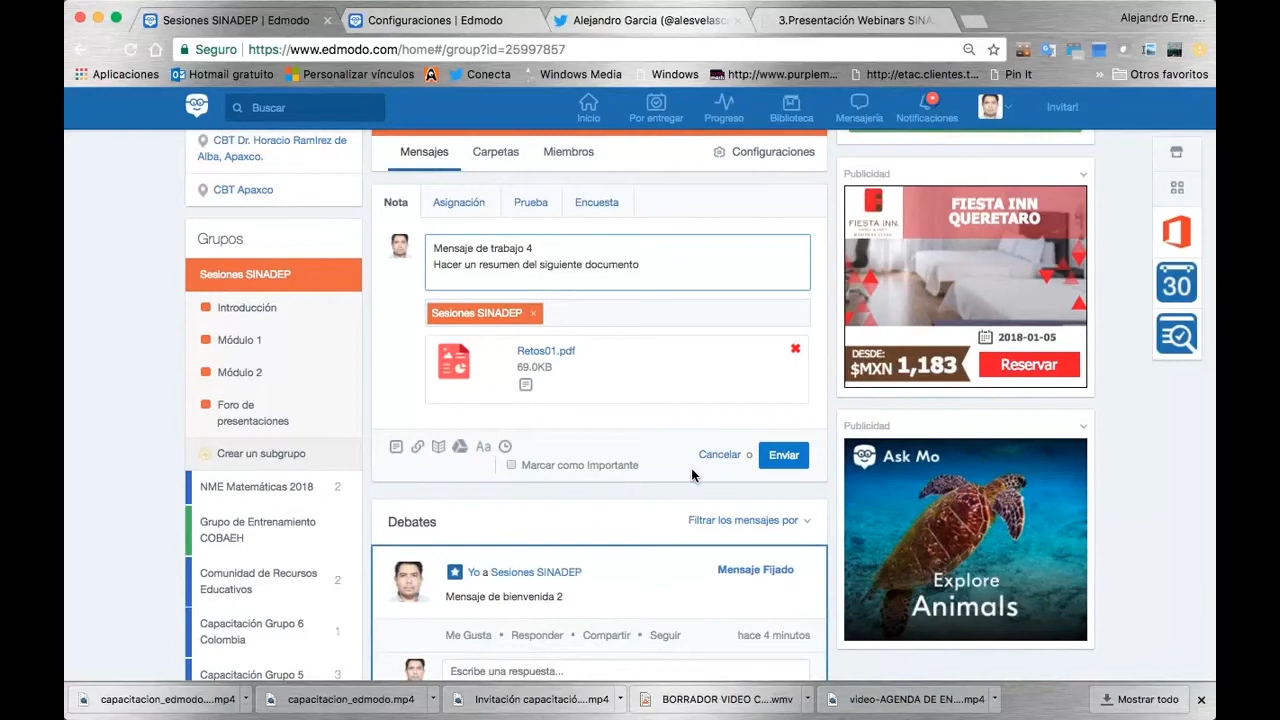 Sesiones SINADEP | Edmodo
Configuraciones | Edmodo
Alejandro Garcia (@alesvelasc
3.Presentación Webinars SINA
Alejandro Erne...
Seguro
https://www.edmodo.com/home#/group?id=25997857
Aplicaciones
Hotmail gratuito
Personalizar vínculos
Conecta
Windows Media
Windows
http://www.purplem...
http://etac.clientes.t...
Pin It
» Otros favoritos
Buscar
Inicio
Por entregar
Progreso
Biblioteca
Mensajería
Notificaciones
Invitar!
CBT Dr. Horacio Ramírez de
Alba, Apaxco.
CBT Apaxco
Grupos
Sesiones SINADEP
Introducción
Módulo 1
Módulo 2
Foro de
presentaciones
Crear un subgrupo
NME Matemáticas 2018 2
Grupo de Entrenamiento
COBAEH
Comunidad de Recursos
Educativos
2
Capacitación Grupo 6
Colombia
1
Capacitación Grupo 5 3
Mensajes
Carpetas
Miembros
Configuraciones
Nota
Asignación
Prueba
Encuesta
Mensaje de trabajo 4
Hacer un resumen del siguiente documento
Sesiones SINADEP ×
Retos01.pdf
69.0KB
Aa
Marcar como Importante
Cancelar o Enviar
Debates
Filtrar los mensajes por
Yo a Sesiones SINADEP
Mensaje Fijado
Mensaje de bienvenida 2
Me Gusta • Responder • Compartir • Seguir
hace 4 minutos
Escribe una respuesta...
Publicidad
FIESTA INN
FIESTA INN
QUERETARO
2018-01-05
DESDE:
$MXN 1,183
Reservar
Publicidad
Ask Mo
Explore
Animals
30
capacitacion_edmodo....mp4
capacitacion_edmodo.mp4
Invitación capacitació....mp4
BORRADOR VIDEO C....wmv
video-AGENDA DE EN....mp4
Mostrar todo